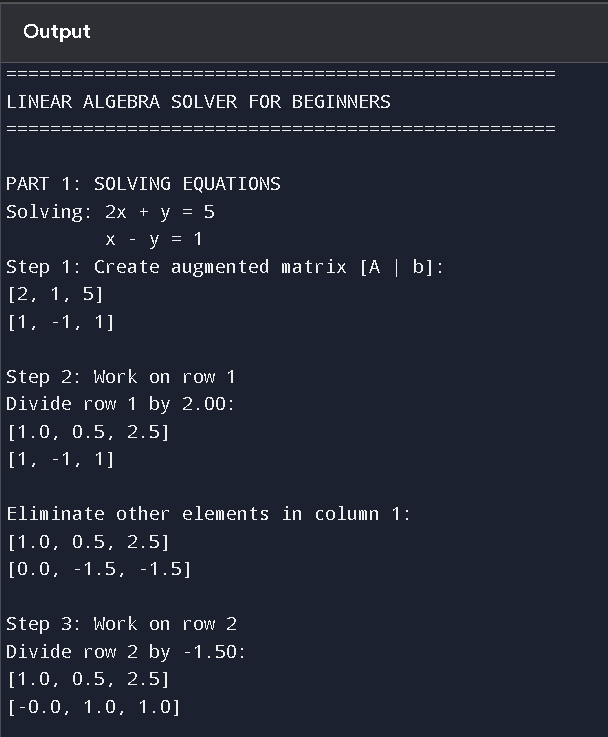 Output
==================================================
LINEAR ALGEBRA SOLVER FOR BEGINNERS
==================================================
PART 1: SOLVING EQUATIONS
Solving: 2x + y = 5
         x - y = 1
Step 1: Create augmented matrix [A | b]:
[2, 1, 5]
[1, -1, 1]
Step 2: Work on row 1
Divide row 1 by 2.00:
[1.0, 0.5, 2.5]
[1, -1, 1]
Eliminate other elements in column 1:
[1.0, 0.5, 2.5]
[0.0, -1.5, -1.5]
Step 3: Work on row 2
Divide row 2 by -1.50:
[1.0, 0.5, 2.5]
[-0.0, 1.0, 1.0]